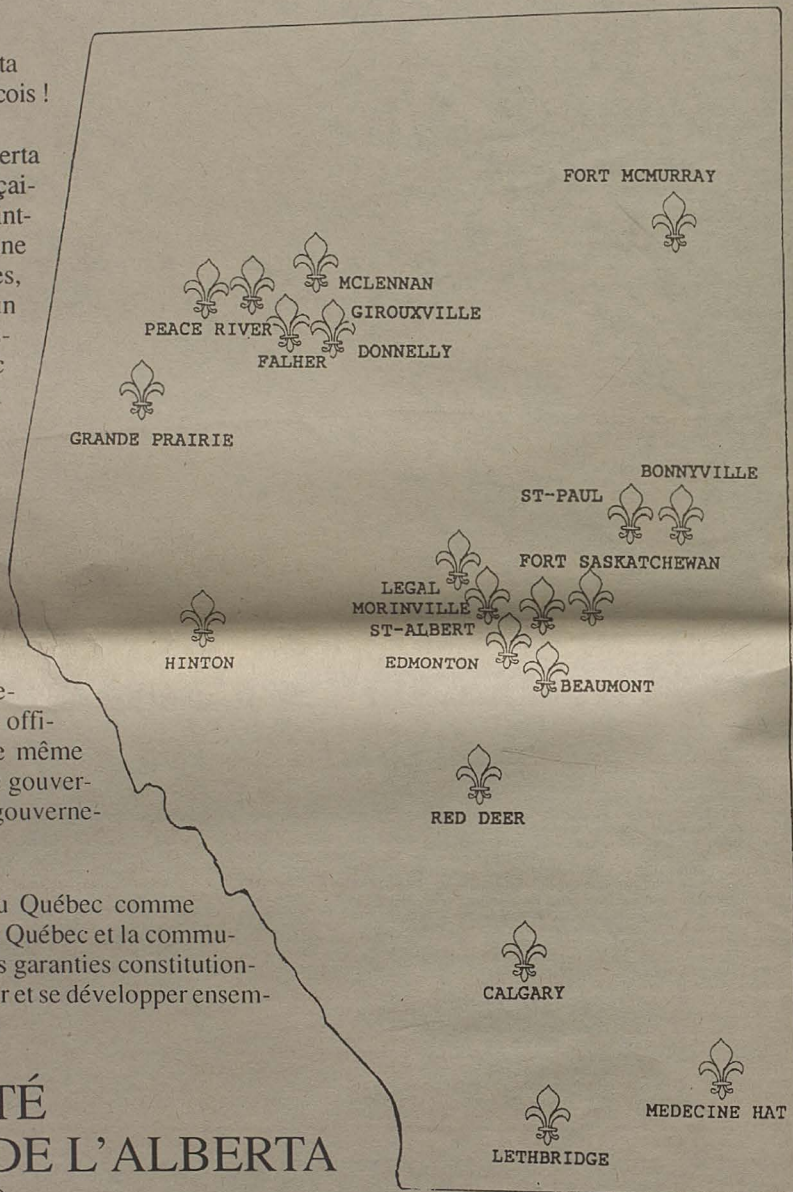 ta
çois !
erta
çai-
int-
ne
es,
un
-
c
e-
offi-
e même
gouver-
gouverne-
u Québec comme
Québec et la commu-
s garanties constitution-
r et se développer ensem-
TÉ
DE L'ALBERTA
FORT MCMURRAY
MCLENNAN
GIROUXVILLE
PEACE RIVER
DONNELLY
FALHER
GRANDE PRAIRIE
BONNYVILLE
ST-PAUL
FORT SASKATCHEWAN
LEGAL
MORINVILLE
ST-ALBERT
HINTON
EDMONTON
BEAUMONT
RED DEER
CALGARY
MEDECINE HAT
LETHBRIDGE